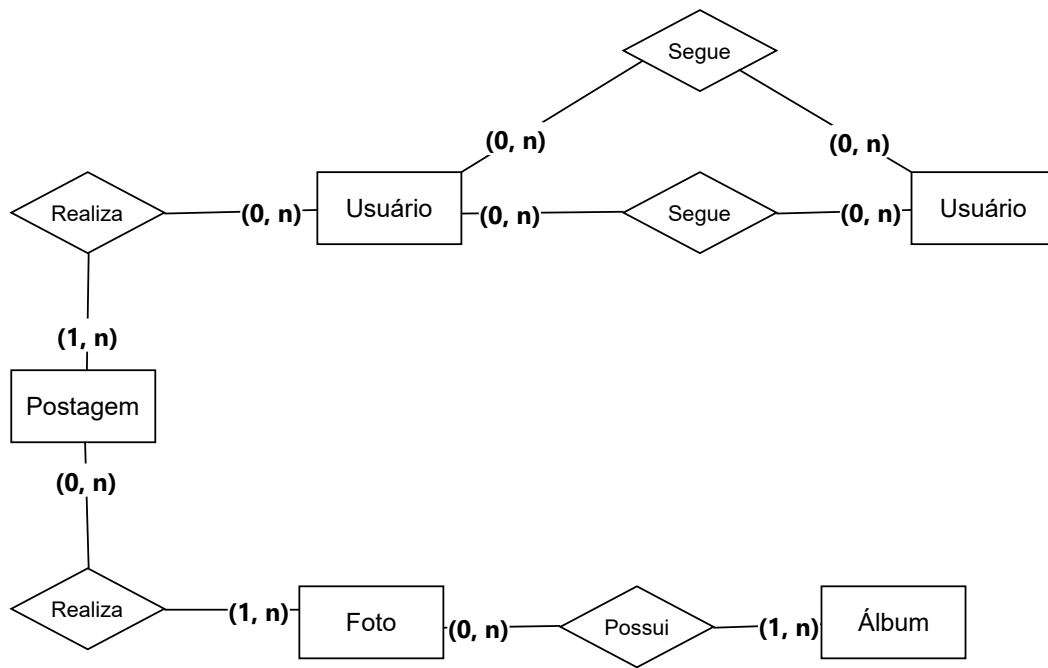 Segue
(0, n)
(0, n)
Realiza
(0, n)
Usuário
(0, n)
Segue
(0, n)
Usuário
(1, n)
Postagem
(0, n)
Realiza
(1, n)
Foto
(0, n)
Possui
(1, n)
Álbum